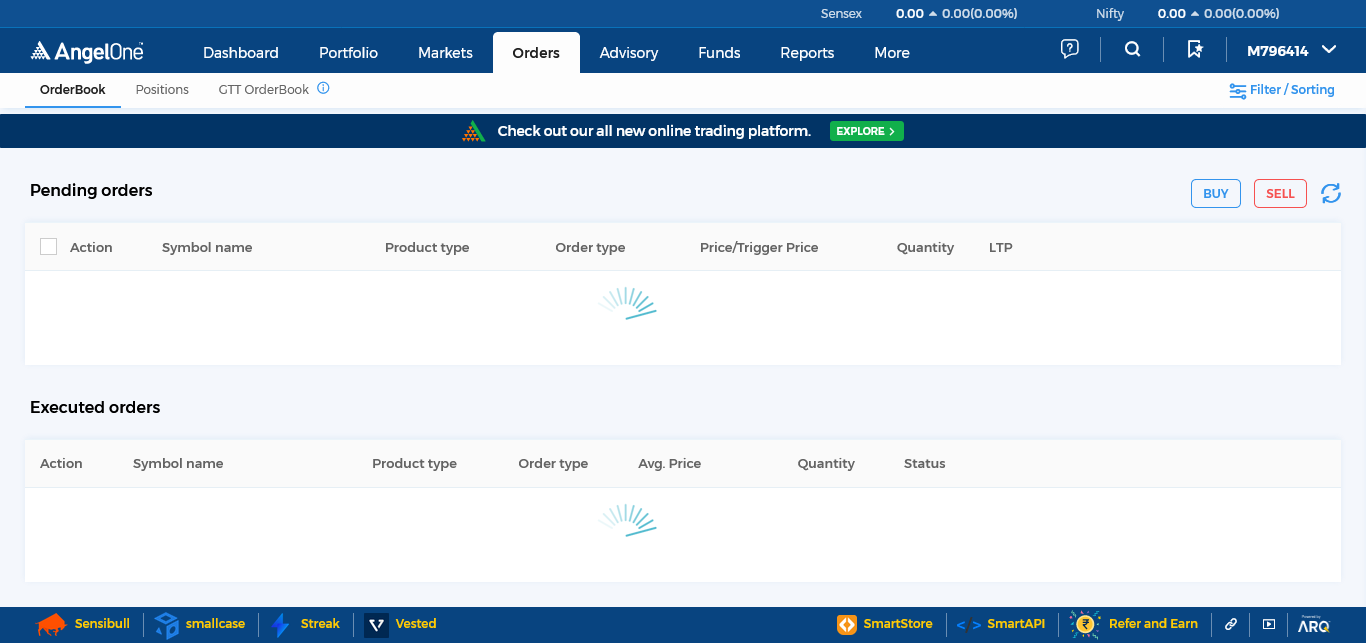 Sensex 0.00 0.00(0.00%) Nifty 0.00 0.00(0.00%)
AngelOne Dashboard Portfolio Markets Orders Advisory Funds Reports More M796414
OrderBook Positions GTT OrderBook Filter / Sorting
Check out our all new online trading platform. EXPLORE >
Pending orders BUY SELL
Action Symbol name Product type Order type Price/Trigger Price Quantity LTP
Executed orders
Action Symbol name Product type Order type Avg. Price Quantity Status
Sensibull smallcase Streak Vested SmartStore SmartAPI Refer and Earn ARQ